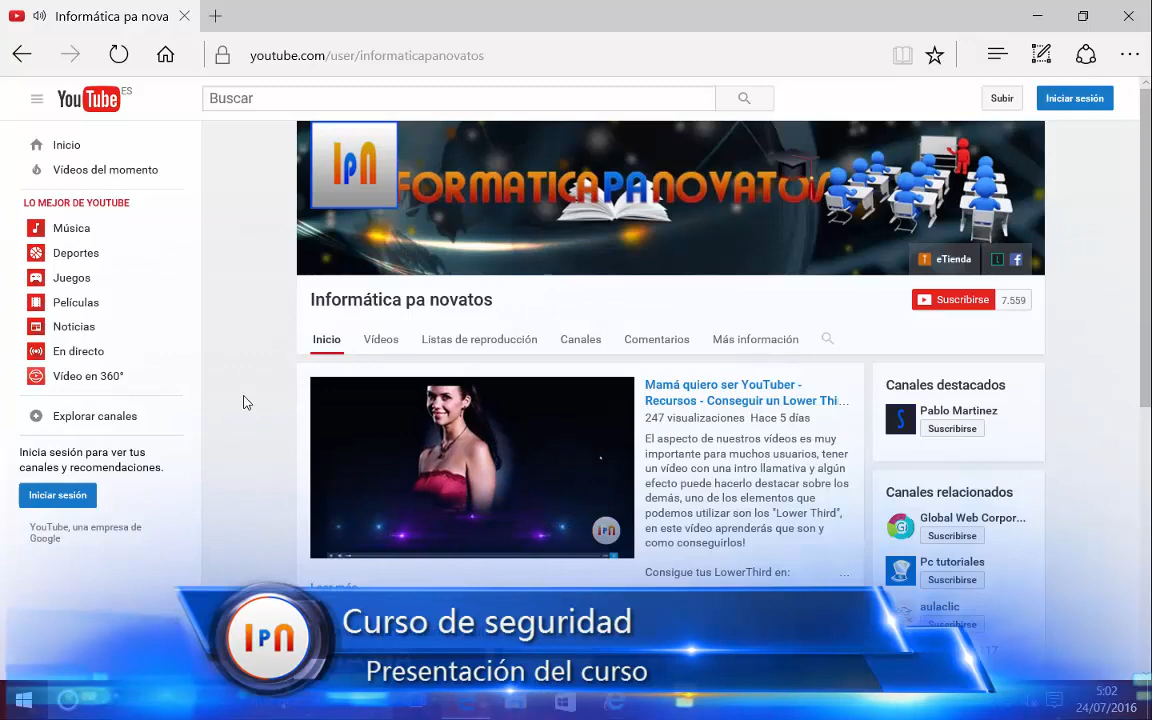 Informática pa nova
youtube.com/user/informaticapanovatos
YouTube ES
Buscar
Subir
Iniciar sesión
Inicio
Vídeos del momento
LO MEJOR DE YOUTUBE
Música
Deportes
Juegos
Películas
Noticias
En directo
Vídeo en 360°
Explorar canales
Inicia sesión para ver tus
canales y recomendaciones.
Iniciar sesión
YouTube, una empresa de
Google
IPN
INFORMATICAPANOVATOS
eTienda
Informática pa novatos
Suscribirse 7.559
Inicio Vídeos Listas de reproducción Canales Comentarios Más información
Mamá quiero ser YouTuber -
Recursos - Conseguir un Lower Thi...
247 visualizaciones Hace 5 días
El aspecto de nuestros vídeos es muy
importante para muchos usuarios, tener
un vídeo con una intro llamativa y algún
efecto puede hacerlo destacar sobre los
demás, uno de los elementos que
podemos utilizar son los "Lower Third",
en este vídeo aprenderás que son y
como conseguirlos!
Consigue tus LowerThird en: ...
IPN
Leer más
Canales destacados
Pablo Martinez
Suscribirse
Canales relacionados
Global Web Corpor...
Suscribirse
Pc tutoriales
Suscribirse
aulaclic
Suscribirse
IPN
Curso de seguridad
Presentación del curso
5:02
24/07/2016